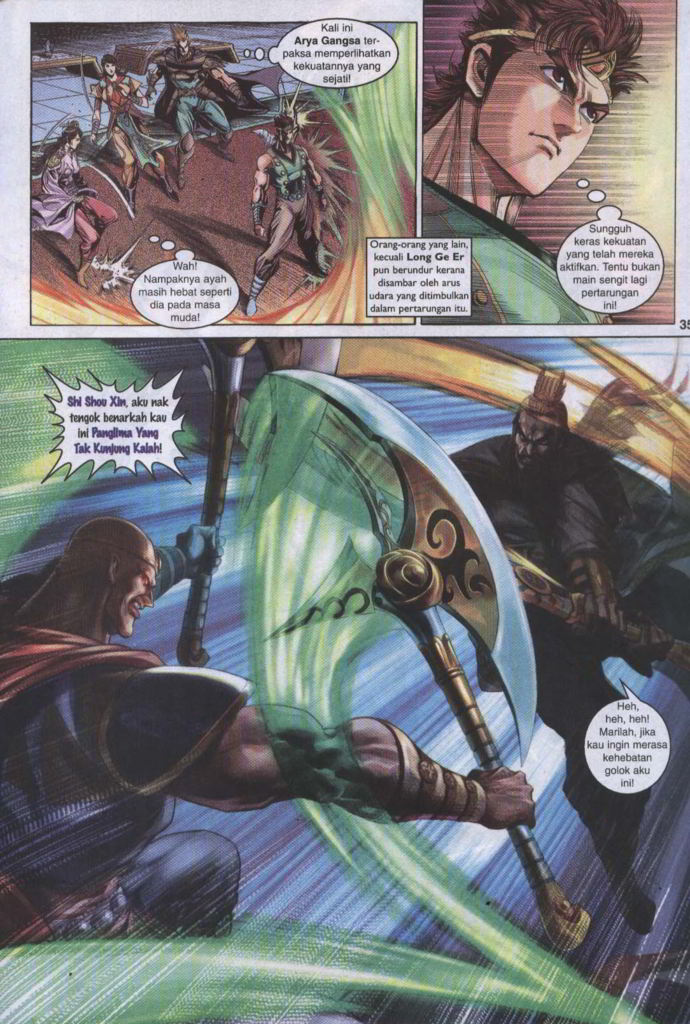 Kali ini
Arya Gangsa ter-
paksa memperlihatkan
kekuatannya yang
sejati!
Wah!
Nampaknya ayah
masih hebat seperti
dia pada masa
muda!
Orang-orang yang lain,
kecuali Long Ge Er
pun berundur kerana
disambar oleh arus
udara yang ditimbulkan
dalam pertarungan itu.
Sungguh
keras kekuatan
yang telah mereka
aktifkan. Tentu bukan
main sengit lagi
pertarungan
ini!
35
Shi Shou Xin, aku nak
tengok benarkah kau
ini Panglima Yang
Tak Kunjung Kalah!
Heh,
heh, heh!
Marilah, jika
kau ingin merasa
kehebatan
golok aku
ini!